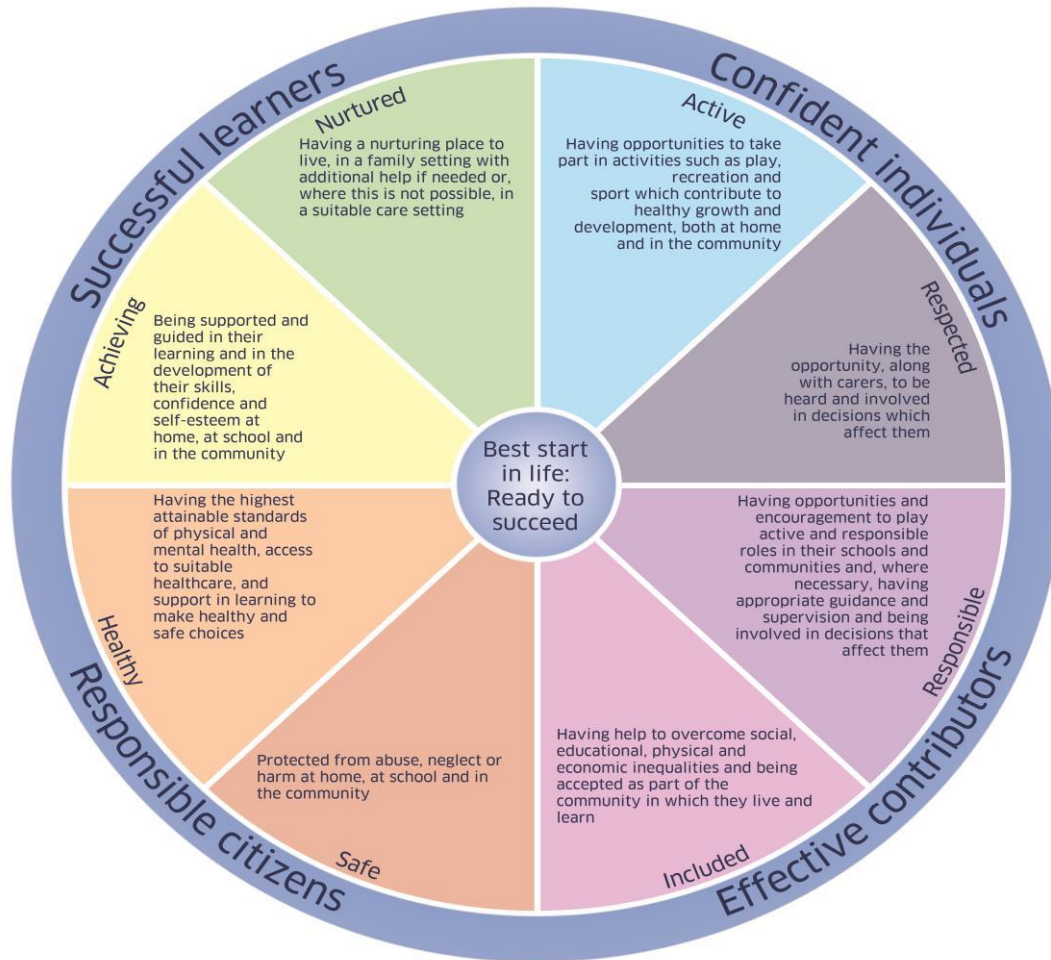 Successful learners
Confident individuals
Nurtured
Having a nurturing place to
live, in a family setting with
additional help if needed or,
where this is not possible, in
a suitable care setting
Active
Having opportunities to take
part in activities such as play,
recreation and
sport which contribute to
healthy growth and
development, both at home
and in the community
Achieving
Being supported and
guided in their
learning and in the
development of
their skills,
confidence and
self-esteem at
home, at school and
in the community
Respected
Having the
opportunity, along
with carers, to be
heard and involved
in decisions which
affect them
Best start
in life:
Ready to
succeed
Having the highest
attainable standards
of physical and
mental health, access
to suitable
healthcare, and
support in learning to
make healthy and
safe choices
Healthy
Having opportunities and
encouragement to play
active and responsible
roles in their schools and
communities and, where
necessary, having
appropriate guidance and
supervision and being
involved in decisions that
affect them
Responsible
Protected from abuse, neglect or
harm at home, at school and in
the community
Safe
Having help to overcome social,
educational, physical and
economic inequalities and being
accepted as part of the
community in which they live and
learn
Included
Responsible citizens
Effective contributors